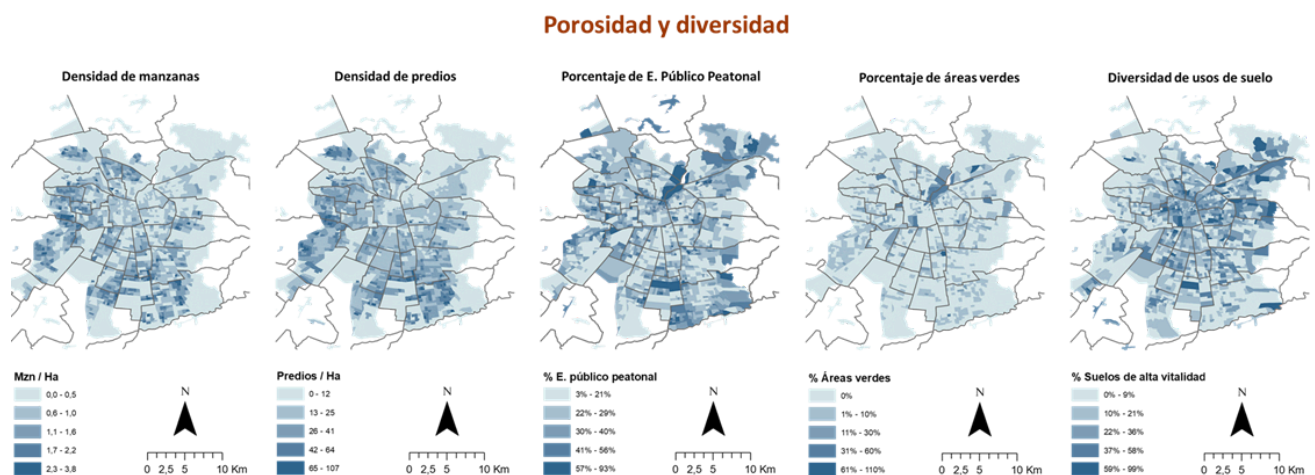 Porosidad y diversidad
Densidad de manzanas
Densidad de predios
Porcentaje de E. Público Peatonal
Porcentaje de áreas verdes
Diversidad de usos de suelo
Mzn / Ha
0,0 - 0,5
0,6 - 1,0
1,1 - 1,6
1,7 - 2,2
2,3 - 3,8
N
0 2,5 5 10 Km
Predios / Ha
0 - 12
13 - 25
26 - 41
42 - 64
65 - 107
N
0 2,5 5 10 Km
% E. público peatonal
3% - 21%
22% - 29%
30% - 40%
41% - 56%
57% - 93%
N
0 2,5 5 10 Km
% Áreas verdes
0%
1% - 10%
11% - 30%
31% - 60%
61% - 110%
N
0 2,5 5 10 Km
% Suelos de alta vitalidad
0% - 9%
10% - 21%
22% - 36%
37% - 58%
59% - 99%
N
0 2,5 5 10 Km